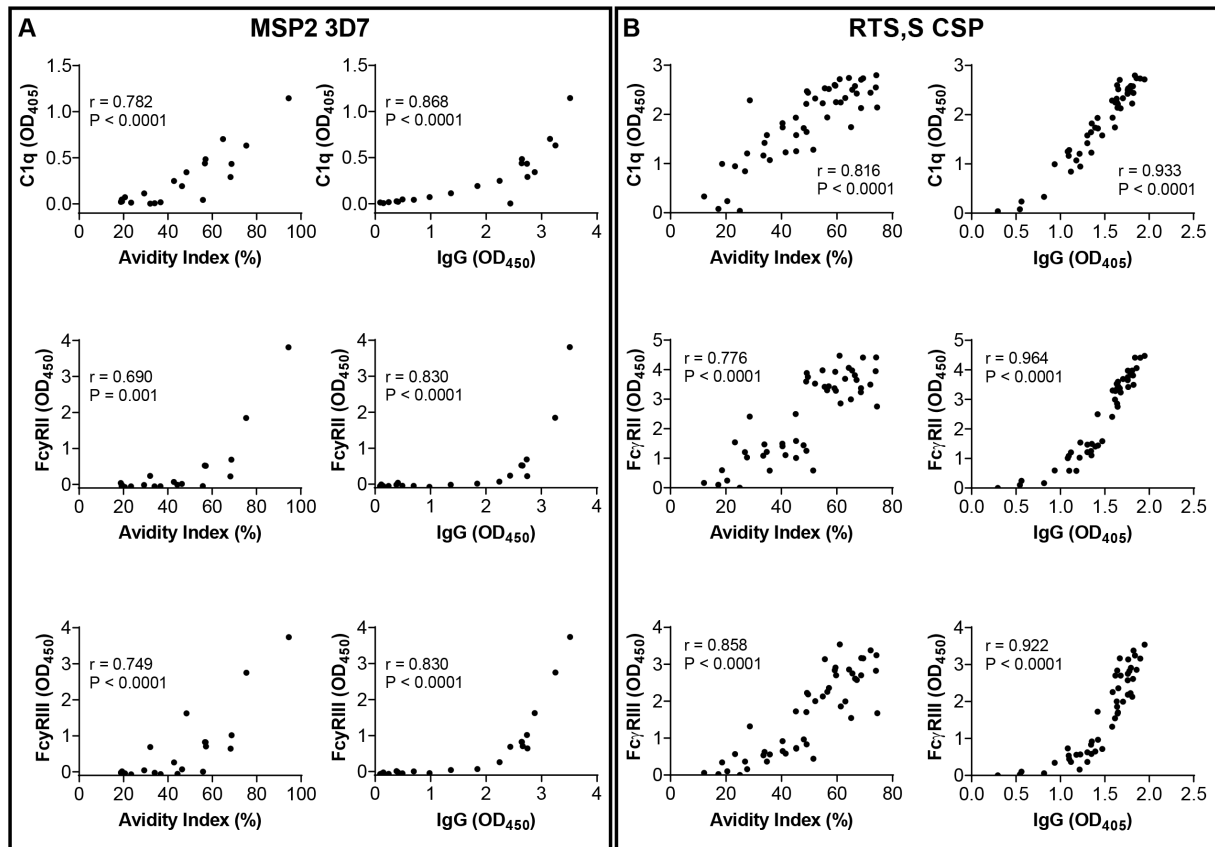 A
MSP2 3D7
C1q (OD405)
1.5
1.0
0.5
0.0
r = 0.782
P < 0.0001
0 20 40 60 80 100
Avidity Index (%)
C1q (OD405)
1.5
1.0
0.5
0.0
r = 0.868
P < 0.0001
0 1 2 3 4
IgG (OD450)
FcγRII (OD450)
4
3
2
1
0
r = 0.690
P = 0.001
0 20 40 60 80 100
Avidity Index (%)
FcγRII (OD450)
4
3
2
1
0
r = 0.830
P < 0.0001
0 1 2 3 4
IgG (OD450)
FcγRIII (OD450)
4
3
2
1
0
r = 0.749
P < 0.0001
0 20 40 60 80 100
Avidity Index (%)
FcγRIII (OD450)
4
3
2
1
0
r = 0.830
P < 0.0001
0 1 2 3 4
IgG (OD450)
B
RTS,S CSP
C1q (OD450)
3
2
1
0
r = 0.816
P < 0.0001
0 20 40 60 80
Avidity Index (%)
C1q (OD450)
3
2
1
0
r = 0.933
P < 0.0001
0.0 0.5 1.0 1.5 2.0 2.5
IgG (OD405)
FcγRII (OD450)
5
4
3
2
1
0
r = 0.776
P < 0.0001
0 20 40 60 80
Avidity Index (%)
FcγRII (OD450)
5
4
3
2
1
0
r = 0.964
P < 0.0001
0.0 0.5 1.0 1.5 2.0 2.5
IgG (OD405)
FcγRIII (OD450)
4
3
2
1
0
r = 0.858
P < 0.0001
0 20 40 60 80
Avidity Index (%)
FcγRIII (OD450)
4
3
2
1
0
r = 0.922
P < 0.0001
0.0 0.5 1.0 1.5 2.0 2.5
IgG (OD405)